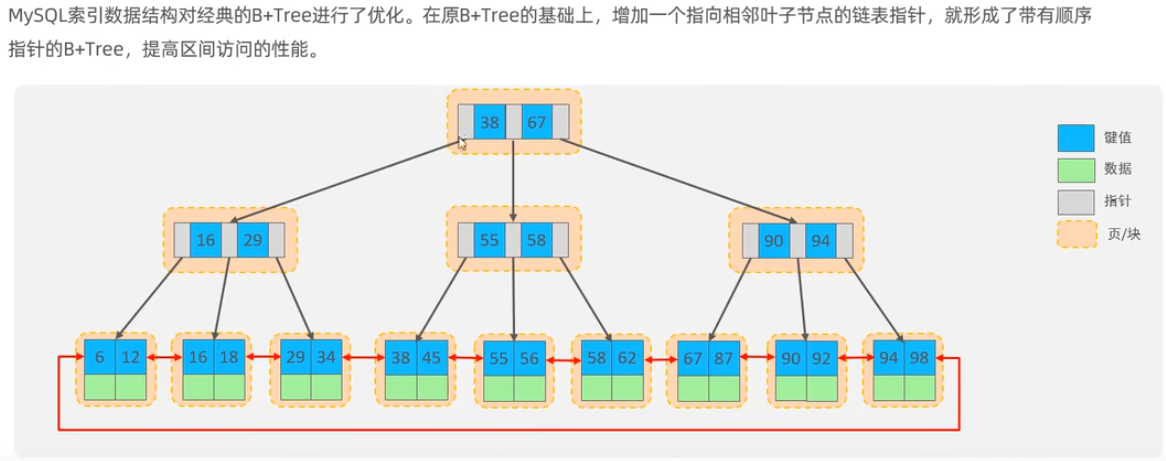 MySQL索引数据结构对经典的B+Tree进行了优化。在原B+Tree的基础上，增加一个指向相邻叶子节点的链表指针，就形成了带有顺序
指针的B+Tree，提高区间访问的性能。
38 67
键值
数据
指针
页/块
16 29 55 58 90 94
6 12 16 18 29 34 38 45 55 56 58 62 67 87 90 92 94 98